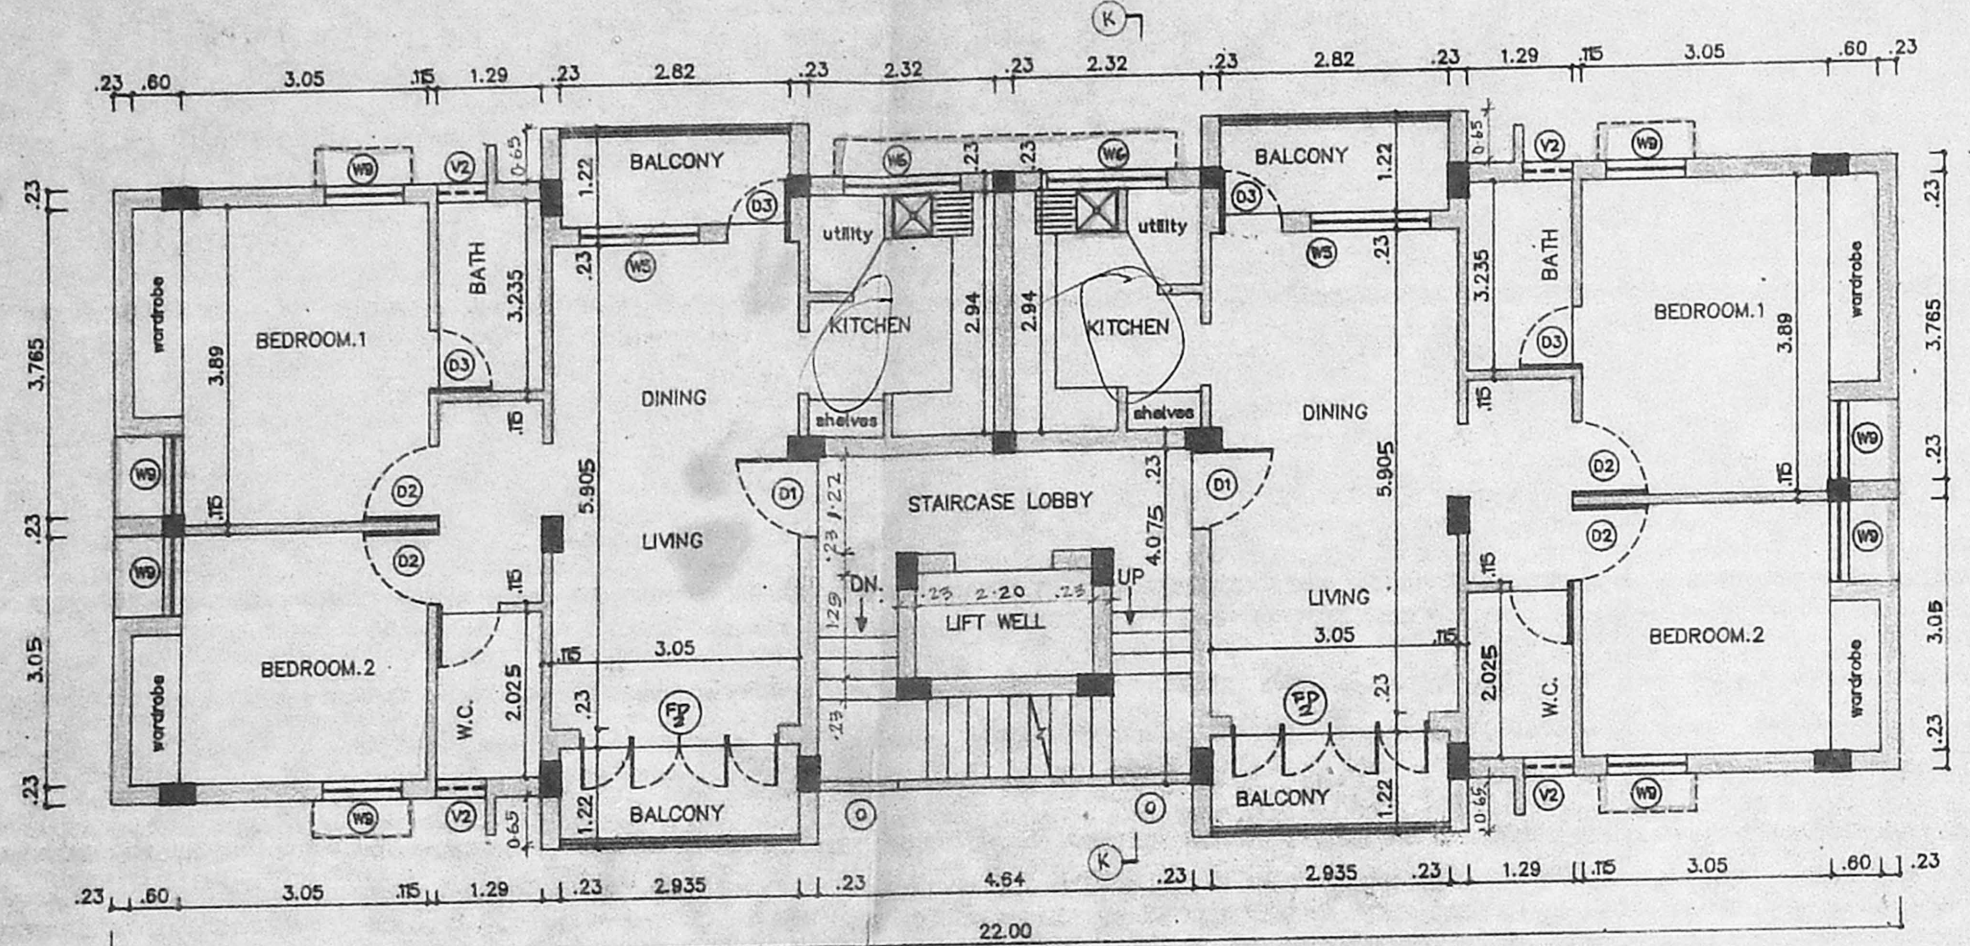 K
.23 .60 3.05 .115 1.29 .23 2.82 .23 2.32 .23 2.32 .23 2.82 .23 1.29 .115 3.05 .60 .23
0.65 BALCONY 1.22 .23 .23 BALCONY 1.22 0.65
W9 V2 W6 W6 V2 W9
.23 D3 D3 .23
utility utility
BATH 3.235 .23 W5 W5 .23 3.235 BATH
wardrobe BEDROOM.1 3.89 KITCHEN 2.94 2.94 KITCHEN BEDROOM.1 3.89 wardrobe
3.765 D3 D3 3.765
DINING DINING
.115 shelves shelves .115
W9 D2 5.905 D1 1.22 STAIRCASE LOBBY .23 D1 5.905 D2 W9
.23 .115 .115 .23
W9 D2 LIVING .23 4.075 D2 W9
.115 DN. UP .115
1.29 .23 2.20 .23 LIVING
LIFT WELL
3.05 BEDROOM.2 .115 3.05 3.05 .115 BEDROOM.2 3.05
wardrobe W.C. 2.025 .23 FD2 .23 FD2 .23 2.025 W.C. wardrobe
.23 .23
W9 V2 0.65 1.22 BALCONY O O BALCONY 1.22 0.65 V2 W9
K
.23 .60 3.05 .115 1.29 .23 2.935 .23 4.64 .23 2.935 .23 1.29 .115 3.05 .60 .23
22.00